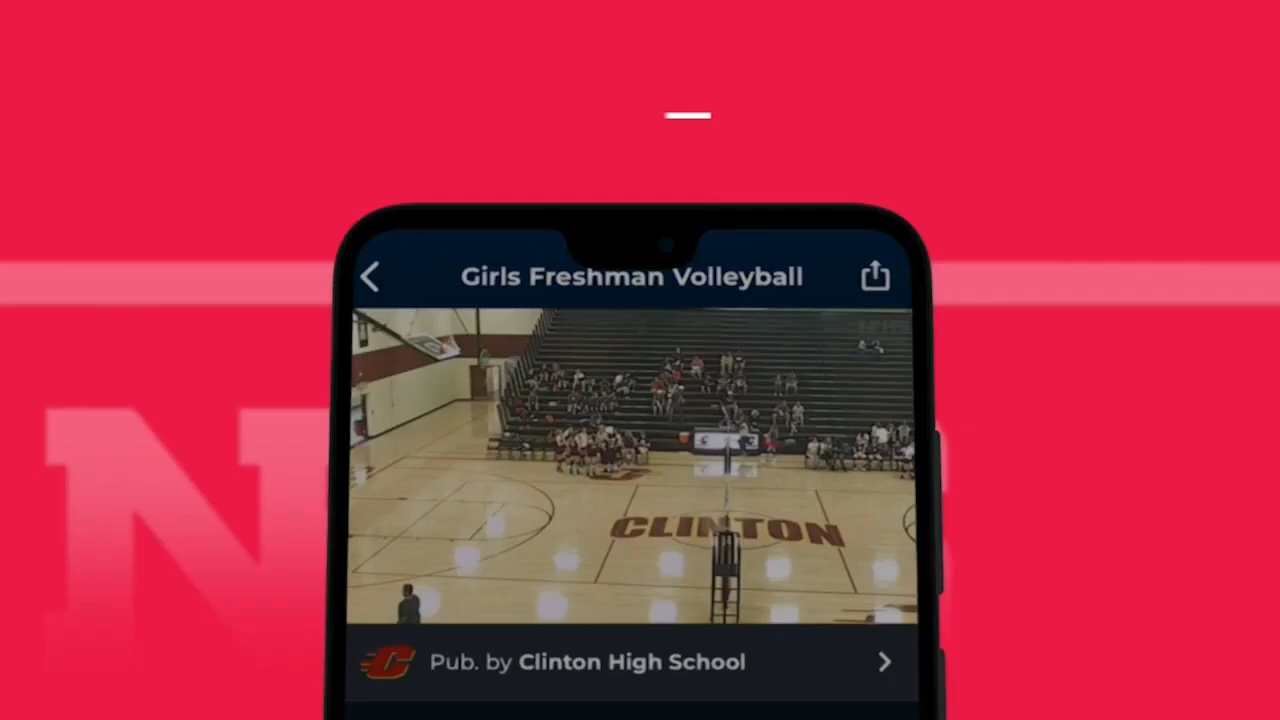 Girls Freshman Volleyball
CLINTON
C
Pub. by Clinton High School
N